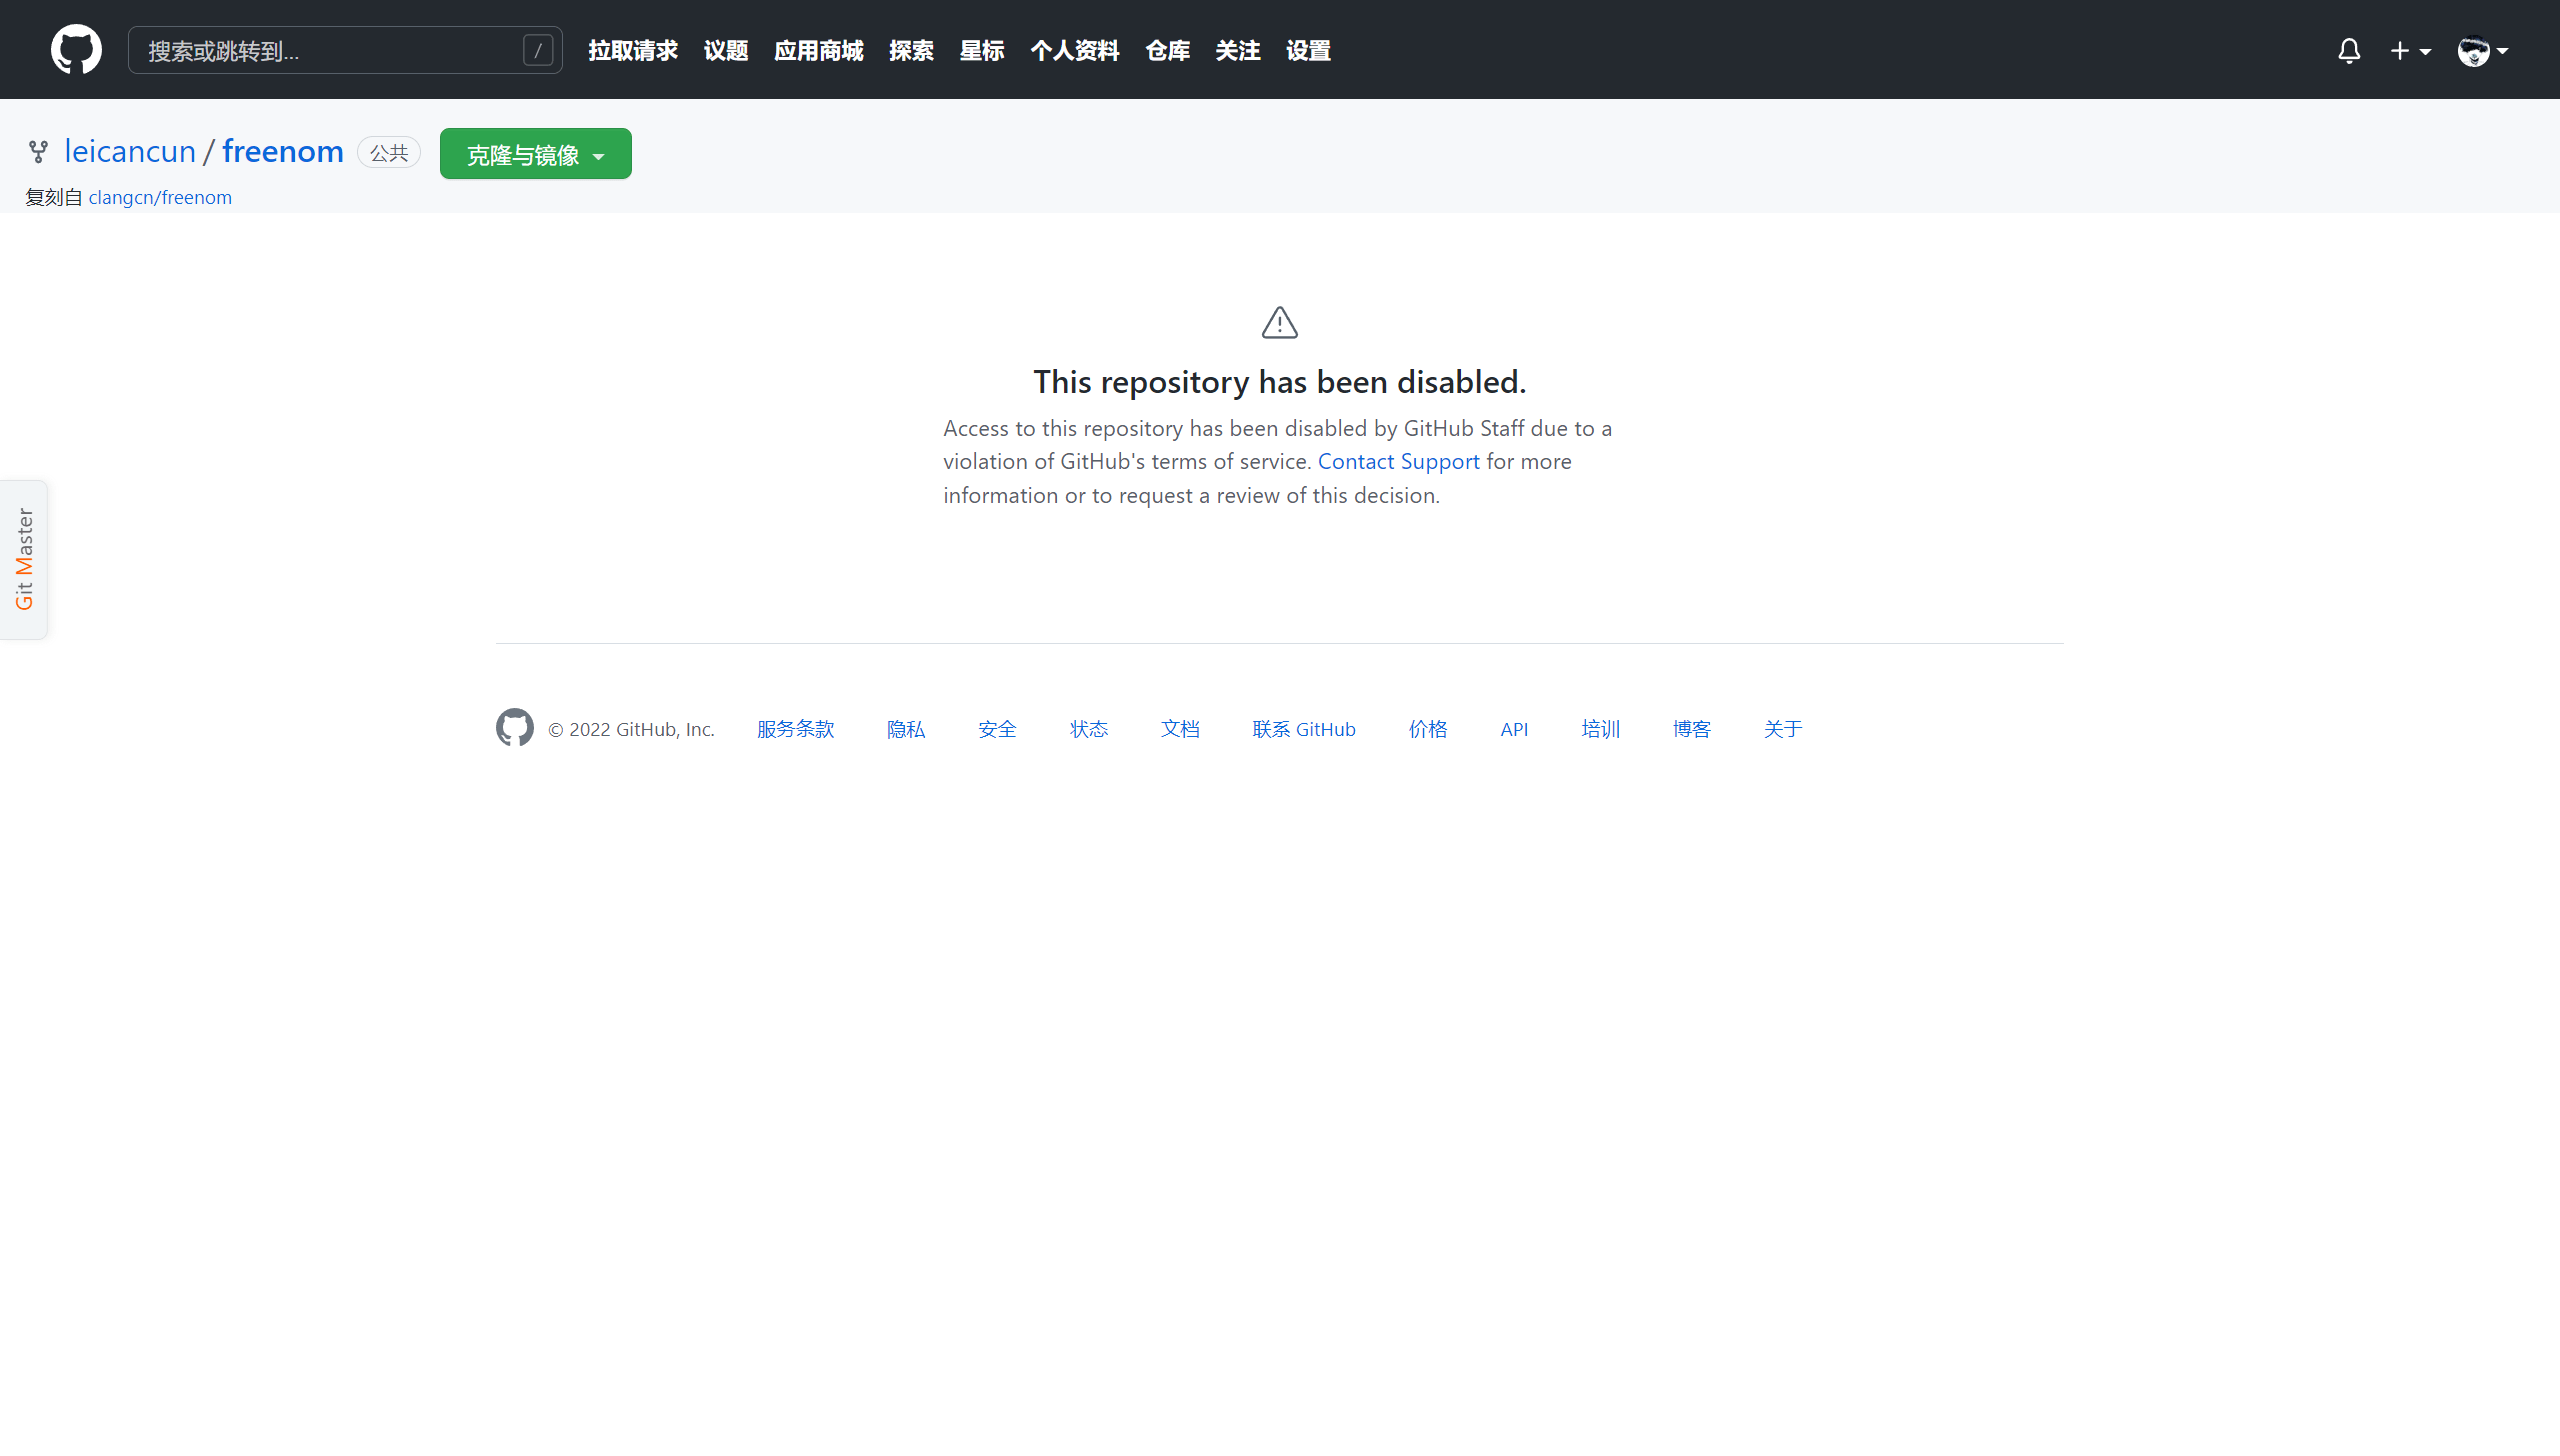 搜索或跳转到... / 拉取请求 议题 应用商城 探索 星标 个人资料 仓库 关注 设置
leicancun / freenom 公共 克隆与镜像
复刻自 clangcn/freenom
This repository has been disabled.
Access to this repository has been disabled by GitHub Staff due to a
violation of GitHub's terms of service. Contact Support for more
information or to request a review of this decision.
Git Master
© 2022 GitHub, Inc. 服务条款 隐私 安全 状态 文档 联系 GitHub 价格 API 培训 博客 关于